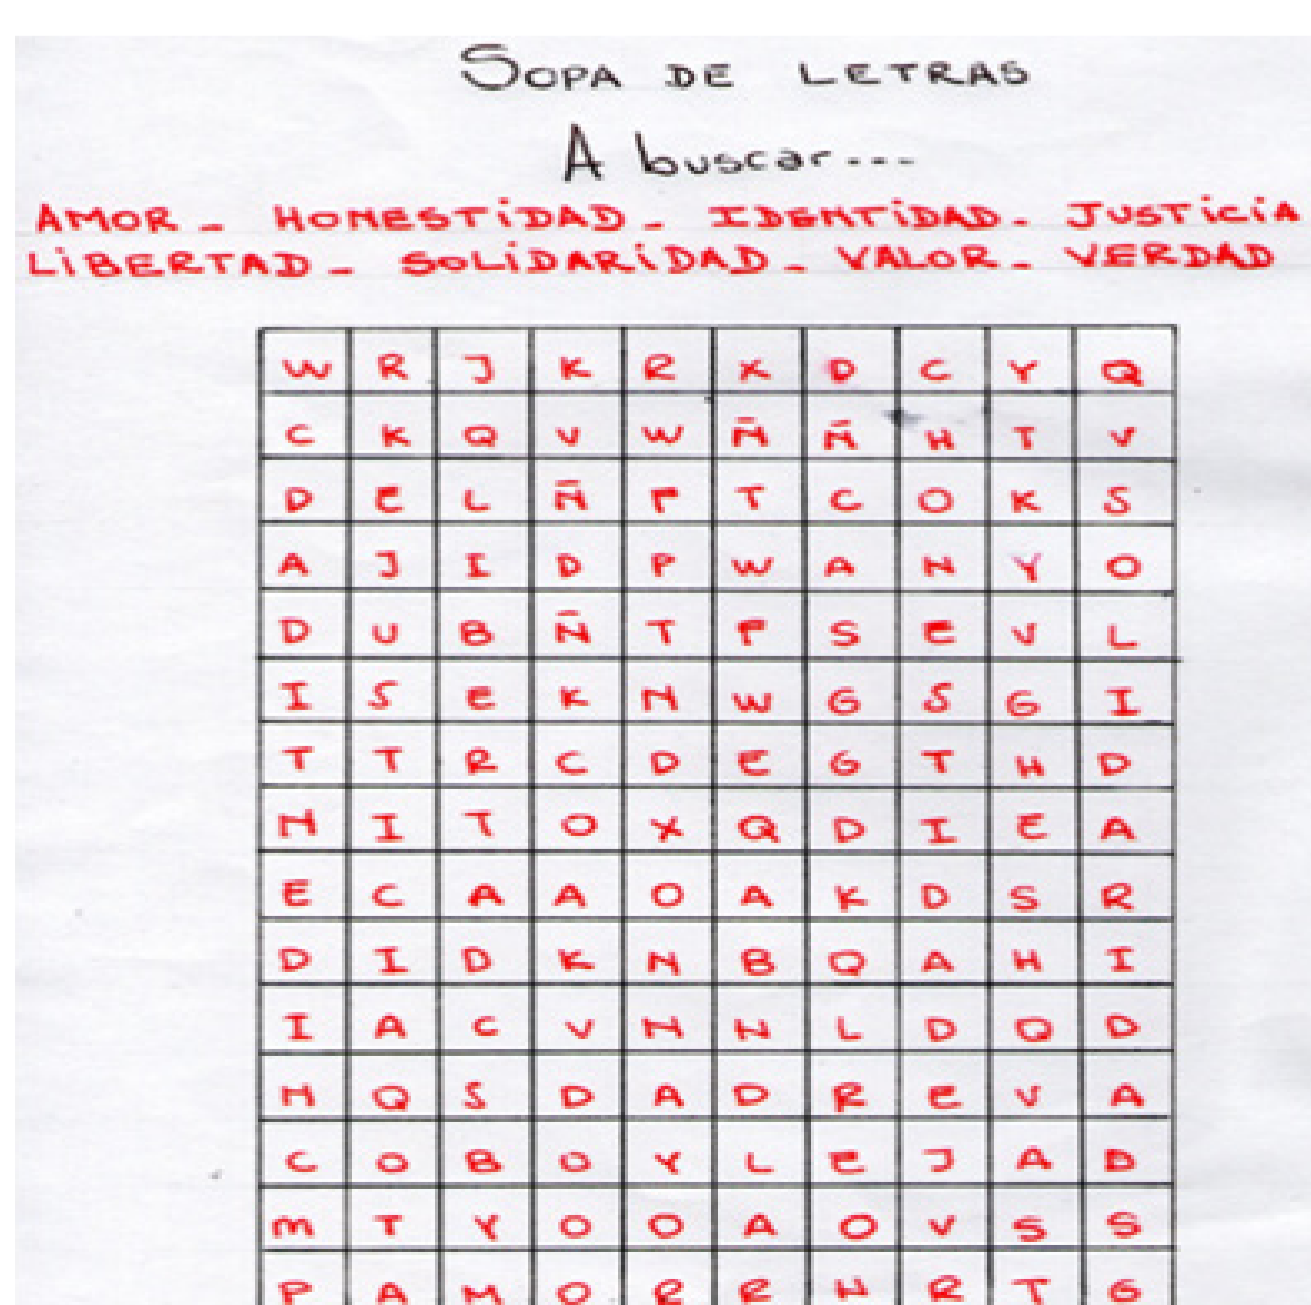 SOPA DE LETRAS
A buscar...
AMOR - HONESTIDAD - IDENTIDAD - JUSTICIA
LIBERTAD - SOLIDARIDAD - VALOR - VERDAD
W R J K R X D C Y Q
C K Q V W Ñ Ñ H T V
D E L Ñ P T C O K S
A J I D P W A N Y O
D U B Ñ T P S E V L
I S E K N W G S G I
T T R C D E G T H D
N I T O X Q D I E A
E C A A O A K D S R
D I D K N B Q A H I
I A C V N N L D O D
N Q S D A D R E V A
C O B O Y L E J A D
M T Y O O A O V S S
P A M O R R N R T G